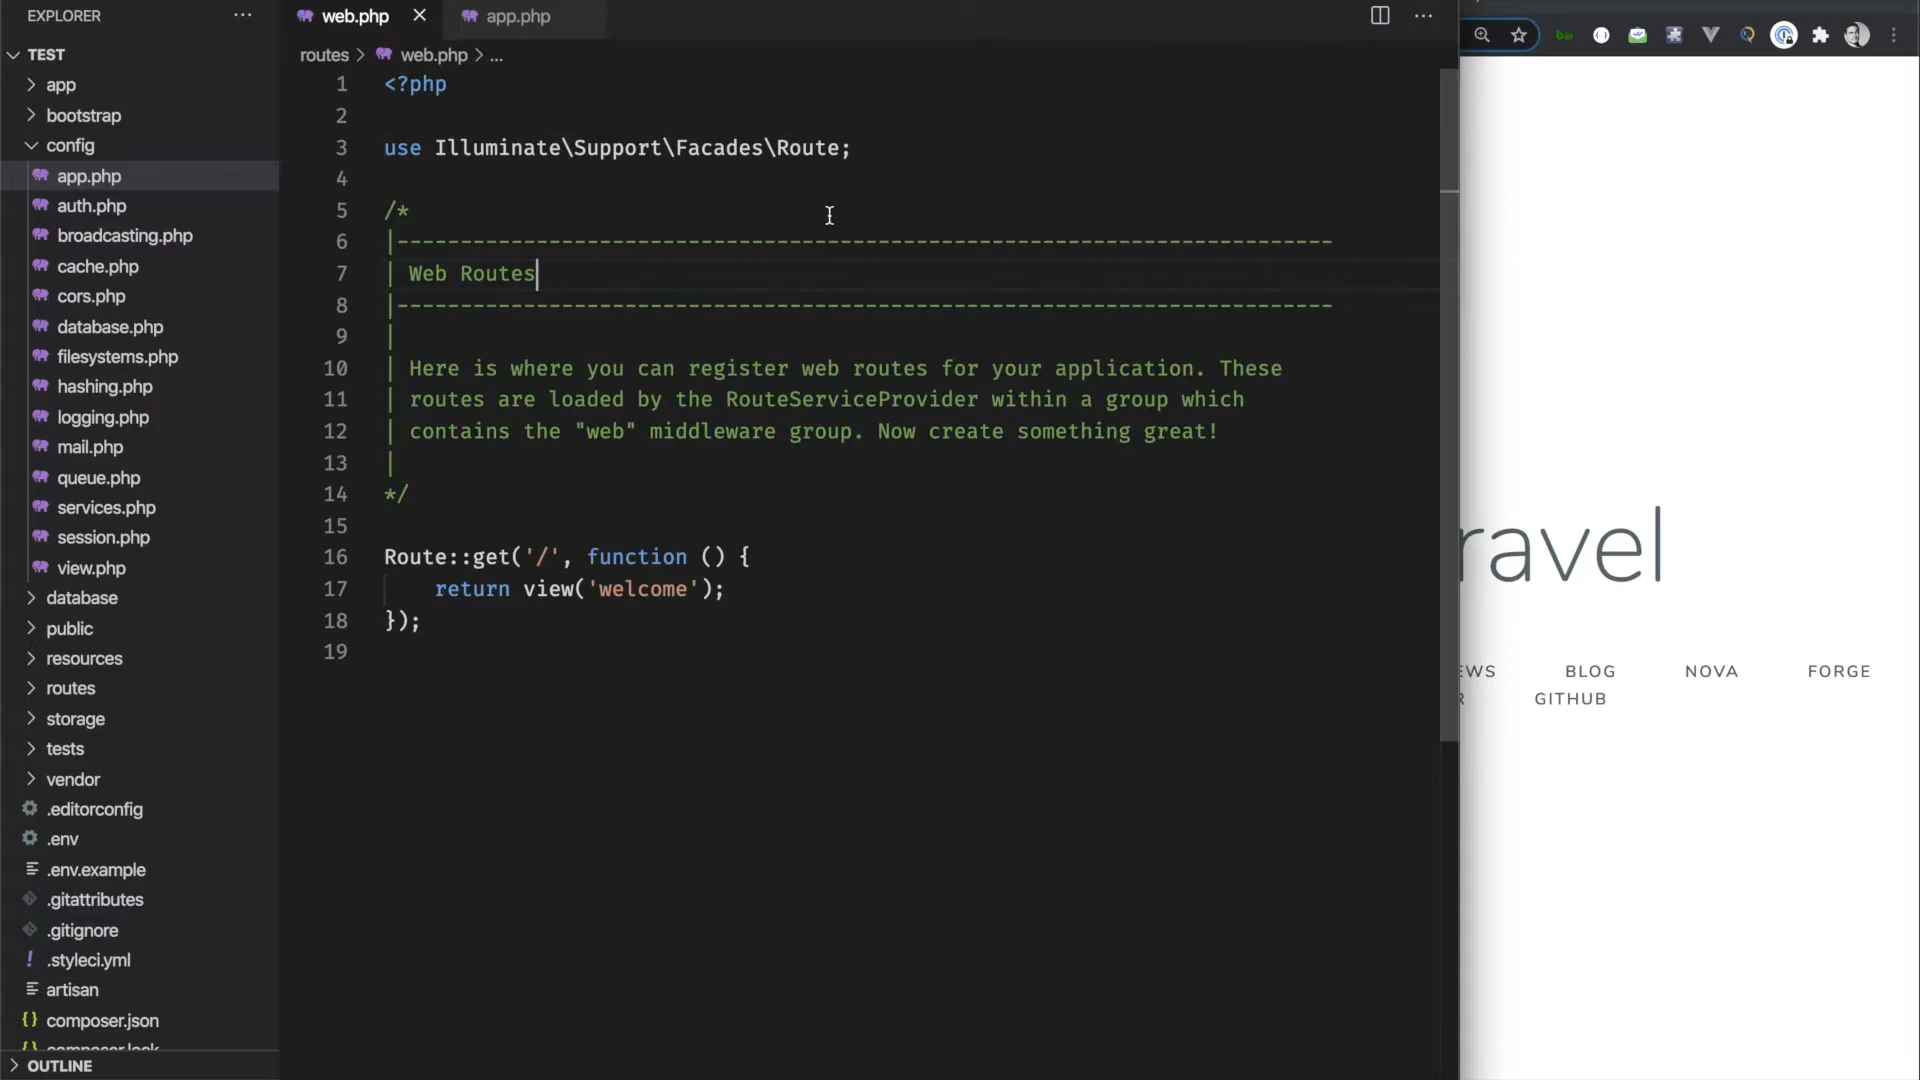 EXPLORER
TEST
app
bootstrap
config
app.php
auth.php
broadcasting.php
cache.php
cors.php
database.php
filesystems.php
hashing.php
logging.php
mail.php
queue.php
services.php
session.php
view.php
database
public
resources
routes
storage
tests
vendor
.editorconfig
.env
.env.example
.gitattributes
.gitignore
.styleci.yml
artisan
composer.json
composer.lock
OUTLINE
web.php
app.php
routes > web.php > ...
1 <?php
2
3 use Illuminate\Support\Facades\Route;
4
5 /*
6 |--------------------------------------------------------------------------
7 | Web Routes
8 |--------------------------------------------------------------------------
9 |
10 | Here is where you can register web routes for your application. These
11 | routes are loaded by the RouteServiceProvider within a group which
12 | contains the "web" middleware group. Now create something great!
13 |
14 */
15
16 Route::get('/', function () {
17 return view('welcome');
18 });
19
ravel
EWS BLOG NOVA FORGE
R GITHUB